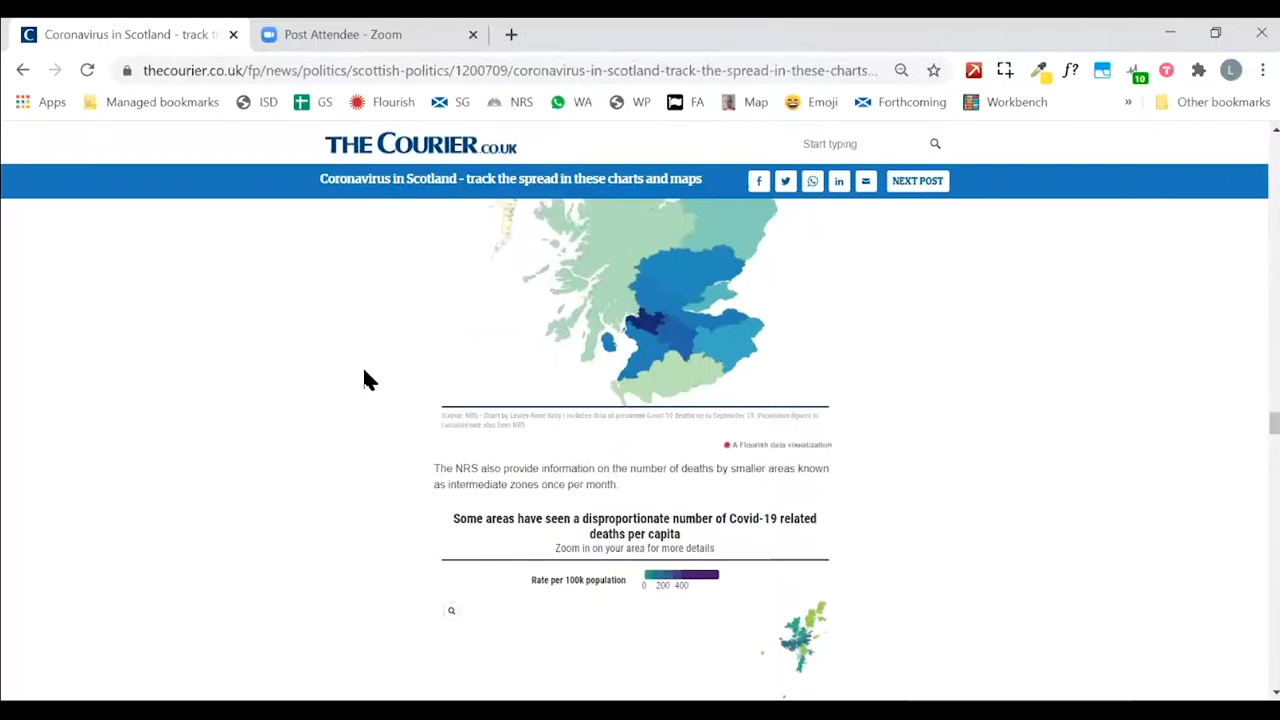 Coronavirus in Scotland - track t
Post Attendee - Zoom
thecourier.co.uk/fp/news/politics/scottish-politics/1200709/coronavirus-in-scotland-track-the-spread-in-these-charts...
10
L
Apps Managed bookmarks ISD GS Flourish SG NRS WA WP FA Map Emoji Forthcoming Workbench » Other bookmarks
THE COURIER.CO.UK
Start typing
Coronavirus in Scotland - track the spread in these charts and maps
NEXT POST
A Flourish data visualization
The NRS also provide information on the number of deaths by smaller areas known
as intermediate zones once per month.
Some areas have seen a disproportionate number of Covid-19 related
deaths per capita
Zoom in on your area for more details
Rate per 100k population
0 200 400